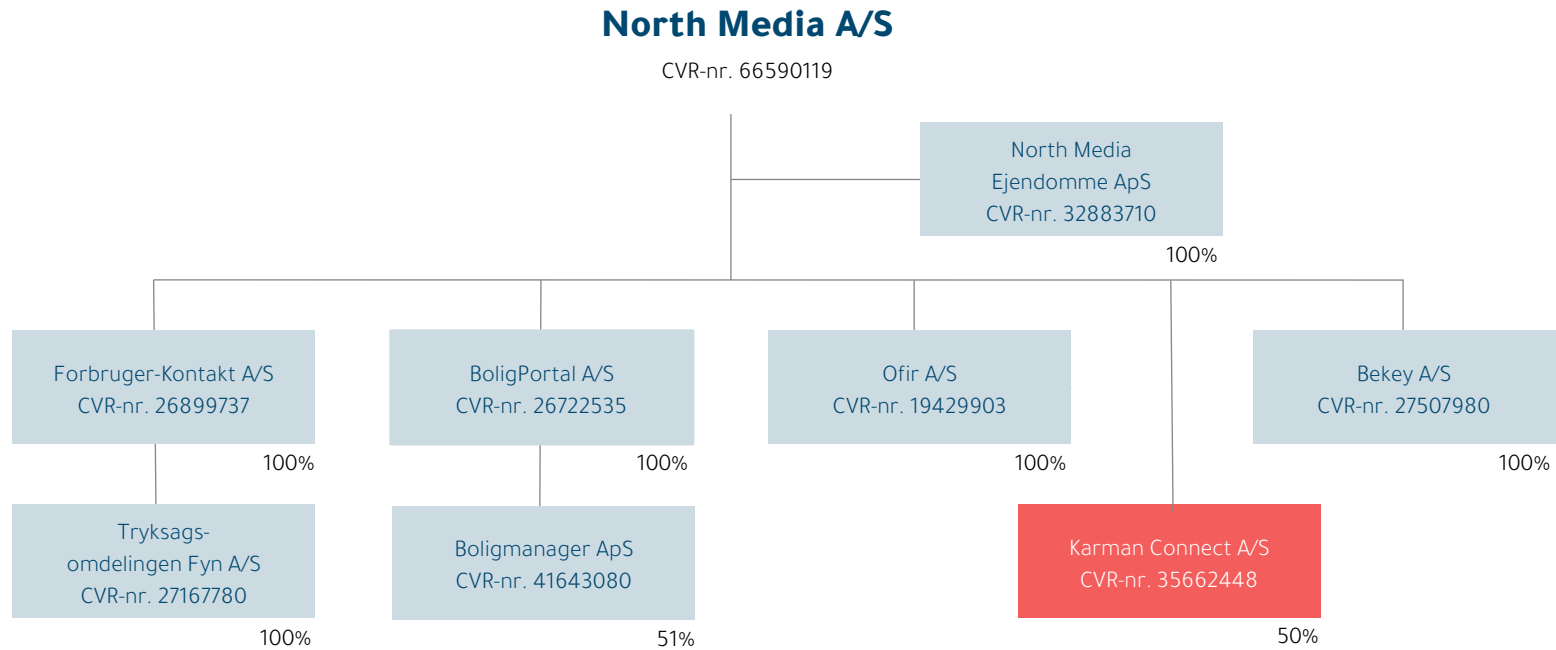 North Media A/S
CVR-nr. 66590119
North Media
Ejendomme ApS
CVR-nr. 32883710
100%
Forbruger-Kontakt A/S
CVR-nr. 26899737
100%
BoligPortal A/S
CVR-nr. 26722535
100%
Ofir A/S
CVR-nr. 19429903
100%
Bekey A/S
CVR-nr. 27507980
100%
Tryksags-
omdelingen Fyn A/S
CVR-nr. 27167780
100%
Boligmanager ApS
CVR-nr. 41643080
51%
Karman Connect A/S
CVR-nr. 35662448
50%